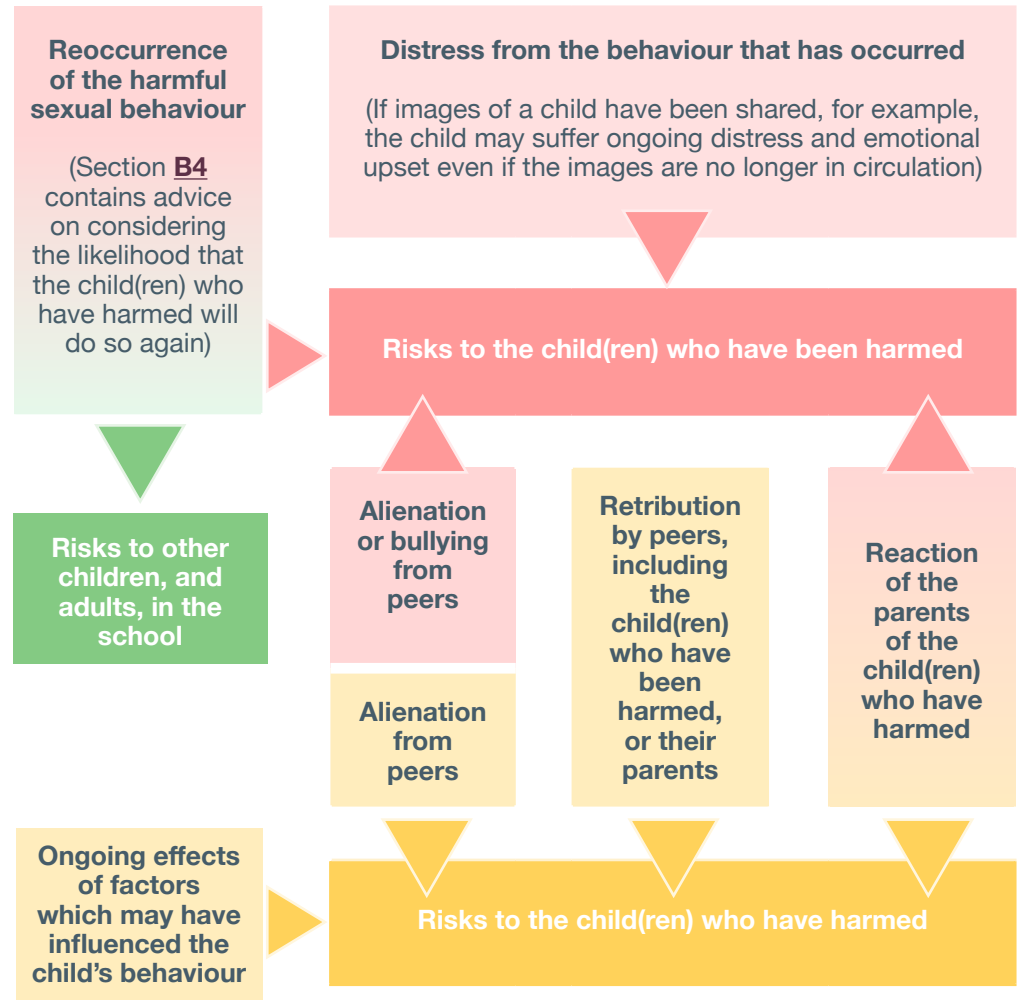 Reoccurrence
of the harmful
sexual behaviour
(Section B4
contains advice
on considering
the likelihood that
the child(ren) who
have harmed will
do so again)
Distress from the behaviour that has occurred
(If images of a child have been shared, for example,
the child may suffer ongoing distress and emotional
upset even if the images are no longer in circulation)
Risks to the child(ren) who have been harmed
Risks to other
children, and
adults, in the
school
Alienation
or bullying
from
peers
Alienation
from
peers
Retribution
by peers,
including
the
child(ren)
who have
been
harmed,
or their
parents
Reaction
of the
parents
of the
child(ren)
who have
harmed
Ongoing effects
of factors
which may have
influenced the
child's behaviour
Risks to the child(ren) who have harmed